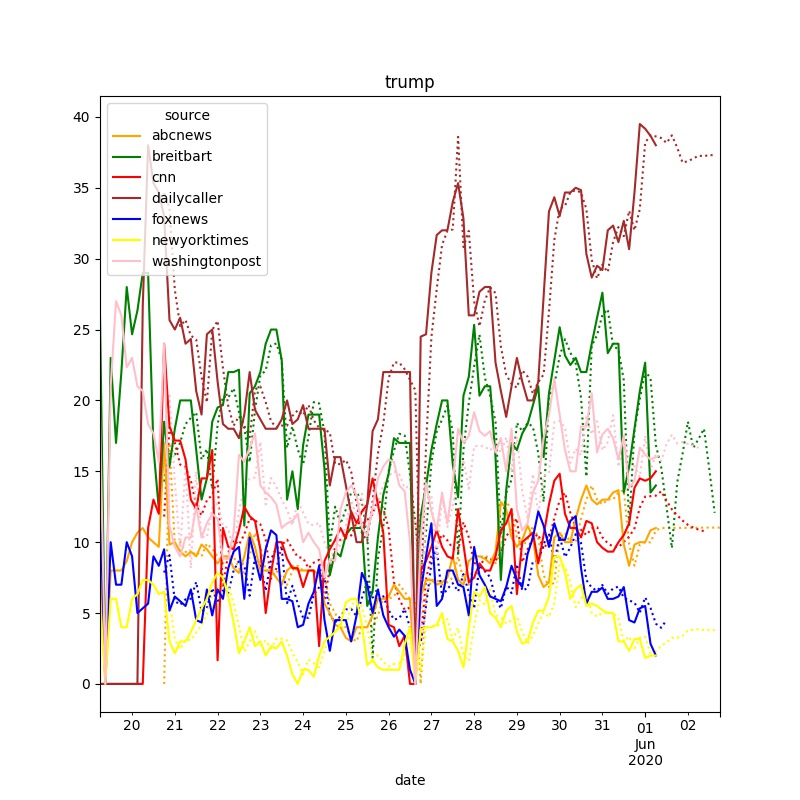 trump
source
abcnews
breitbart
cnn
dailycaller
foxnews
newyorktimes
washingtonpost
40
35
30
25
20
15
10
5
0
20 21 22 23 24 25 26 27 28 29 30 31 01 02
Jun
2020
date